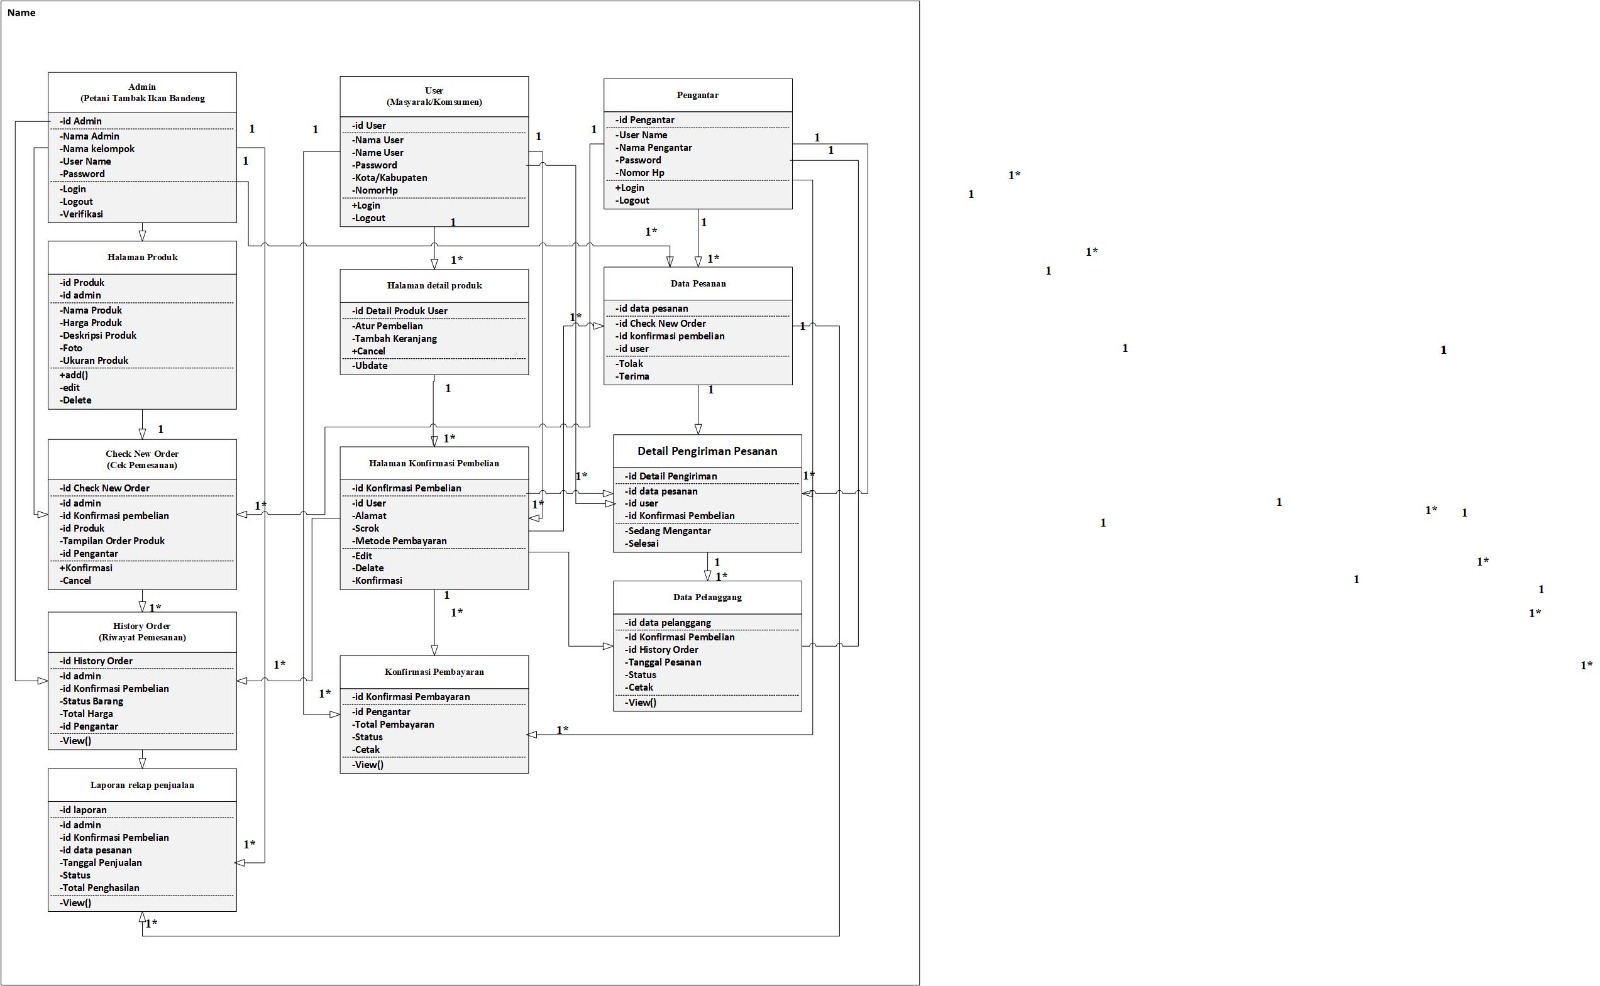 Name
Admin
(Petani Tambak Ikan Bandeng
-id Admin
-Nama Admin
-Nama kelompok
-User Name
-Password
-Login
-Logout
-Verifikasi
1
1
User
(Masyarak/Komsumen)
-id User
-Nama User
-Name User
-Password
-Kota/Kabupaten
-NomorHp
+Login
-Logout
1
1
1
Pengantar
-id Pengantar
-User Name
-Nama Pengantar
-Password
-Nomor Hp
+Login
-Logout
1
1
1
1
1*
1*
Halaman Produk
-id Produk
-id admin
-Nama Produk
-Harga Produk
-Deskripsi Produk
-Foto
-Ukuran Produk
+add()
-edit
-Delete
1
1*
Halaman detail produk
-id Detail Produk User
-Atur Pembelian
-Tambah Keranjang
+Cancel
-Ubdate
1
1*
Data Pesanan
-id data pesanan
-id Check New Order
-id konfirmasi pembelian
-id user
-Tolak
-Terima
1*
1
1
Check New Order
(Cek Pemesanan)
-id Check New Order
-id admin
-id Konfirmasi pembelian
-id Produk
-Tampilan Order Produk
-id Pengantar
+Konfirmasi
-Cancel
1*
1*
Halaman Konfirmasi Pembelian
-id Konfirmasi Pembelian
-id User
-Alamat
-Scrok
-Metode Pembayaran
-Edit
-Delate
-Konfirmasi
1*
1*
1
1*
Detail Pengiriman Pesanan
-id Detail Pengiriman
-id data pesanan
-id user
-id Konfirmasi Pembelian
-Sedang Mengantar
-Selesai
1*
1
1*
History Order
(Riwayat Pemesanan)
-id History Order
-id admin
-id Konfirmasi Pembelian
-Status Barang
-Total Harga
-id Pengantar
-View()
1*
1*
Konfirmasi Pembayaran
-id Konfirmasi Pembayaran
-id Pengantar
-Total Pembayaran
-Status
-Cetak
-View()
1*
Data Pelanggang
-id data pelanggang
-id Konfirmasi Pembelian
-id History Order
-Tanggal Pesanan
-Status
-Cetak
-View()
Laporan rekap penjualan
-id laporan
-id admin
-id Konfirmasi Pembelian
-id data pesanan
-Tanggal Penjualan
-Status
-Total Penghasilan
-View()
1*
1*
1*
1
1*
1
1
1
1
1*
1
1
1*
1
1
1*
1*